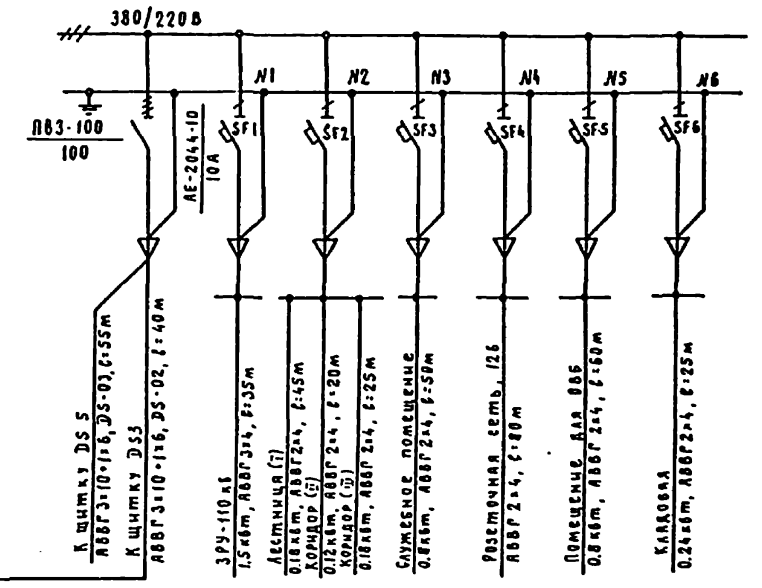 380/220 В
N1
N2
N3
N4
N5
N6
ПВ3-100
100
АЕ-2044-10
10А
SF1
SF2
SF3
SF4
SF5
SF6
К щитку DS5
АВВГ 3×10+1×6, DS-03, ℓ=55м
К щитку DS3
АВВГ 3×10+1×6, DS-02, ℓ=40м
ЗРУ-110 кВ
1.5 кВт, АВВГ 3×4, ℓ=35м
Лестница (I)
0.18 кВт, АВВГ 2×4, ℓ=45м
Коридор (II)
0.12 кВт, АВВГ 2×4, ℓ=20м
Коридор (III)
0.18 кВт, АВВГ 2×4, ℓ=25м
Служебное помещение
0.8 кВт, АВВГ 2×4, ℓ=50м
Розеточная сеть, 12б
АВВГ 2×4, ℓ=80м
Помещение для ОВБ
0.8 кВт, АВВГ 2×4, ℓ=60м
Кладовая
0.24 кВт, АВВГ 2×4, ℓ=25м